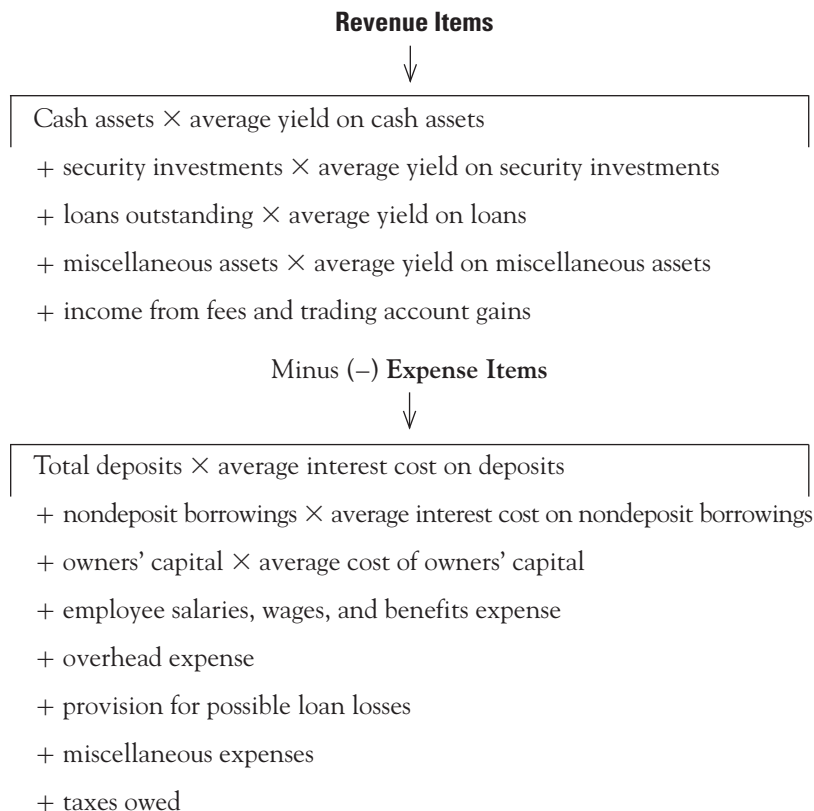 Revenue Items
Cash assets × average yield on cash assets
+ security investments × average yield on security investments
+ loans outstanding × average yield on loans
+ miscellaneous assets × average yield on miscellaneous assets
+ income from fees and trading account gains
Minus (–) Expense Items
Total deposits × average interest cost on deposits
+ nondeposit borrowings × average interest cost on nondeposit borrowings
+ owners’ capital × average cost of owners’ capital
+ employee salaries, wages, and benefits expense
+ overhead expense
+ provision for possible loan losses
+ miscellaneous expenses
+ taxes owed